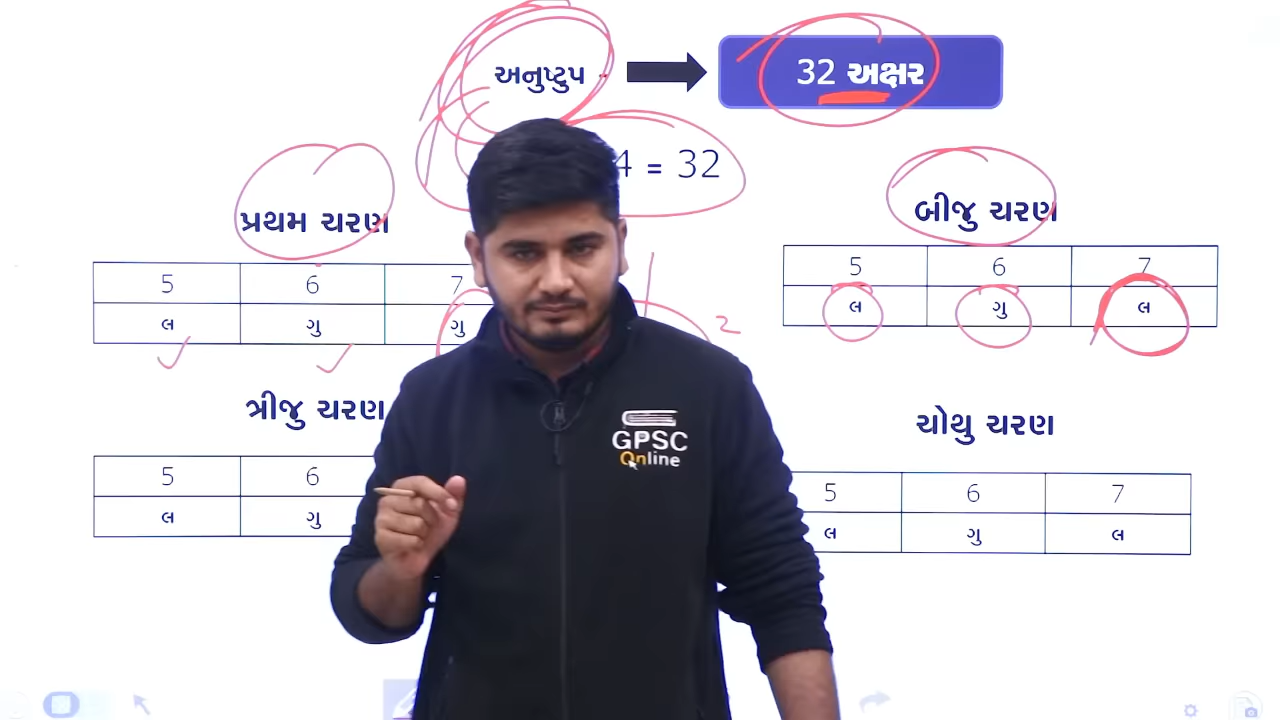 અનુષ્ટુપ -
32 અક્ષર
4 = 32
પ્રથમ ચરણ
5 6 7
લ ગુ ગુ
બીજુ ચરણ
5 6 7
લ ગુ લ
2
ત્રીજુ ચરણ
5 6
લ ગુ
ચોથુ ચરણ
5 6 7
લ ગુ લ
GPSC
Online